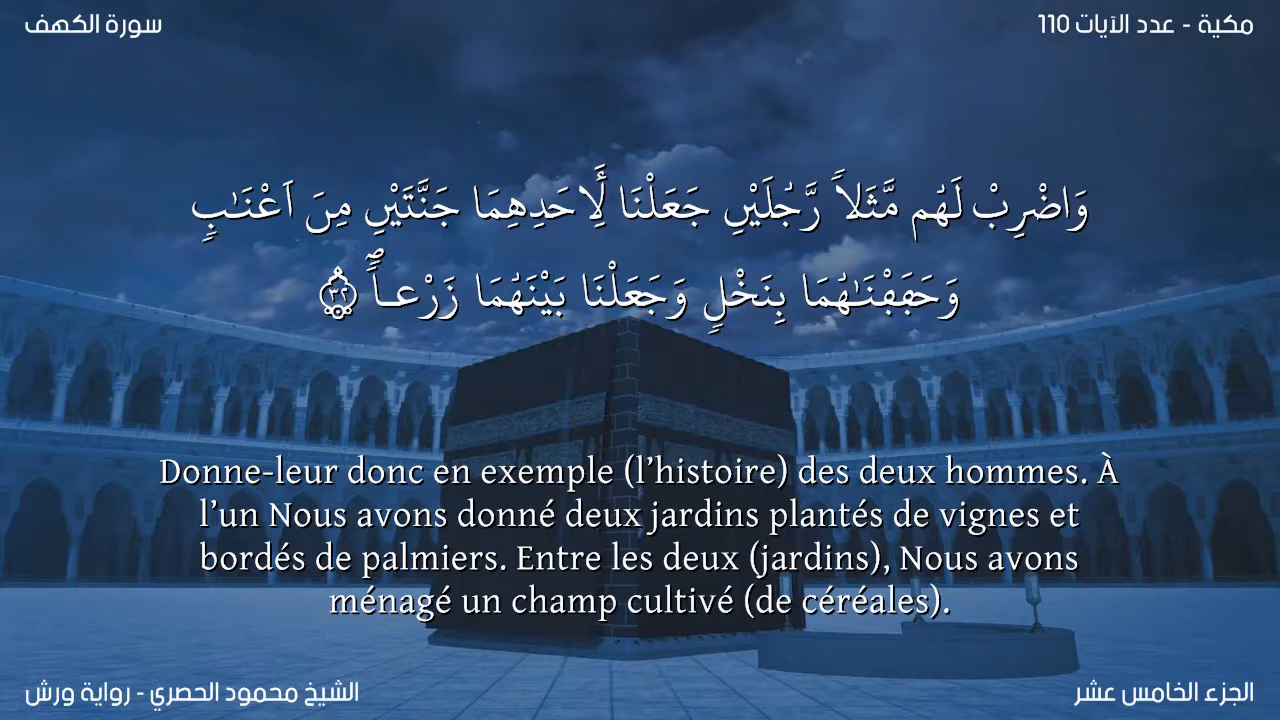 مكية - عدد الآيات 110
سورة الكهف
وَاضْرِبْ لَهُم مَّثَلاً رَّجُلَيْنِ جَعَلْنَا لِأَحَدِهِمَا جَنَّتَيْنِ مِنَ اَعْنَٰبٍ
وَحَفَفْنَٰهُمَا بِنَخْلٍ وَجَعَلْنَا بَيْنَهُمَا زَرْعاًۖ ٣٢
Donne-leur donc en exemple (l’histoire) des deux hommes. À
l’un Nous avons donné deux jardins plantés de vignes et
bordés de palmiers. Entre les deux (jardins), Nous avons
ménagé un champ cultivé (de céréales).
الجزء الخامس عشر
الشيخ محمود الحصري - رواية ورش